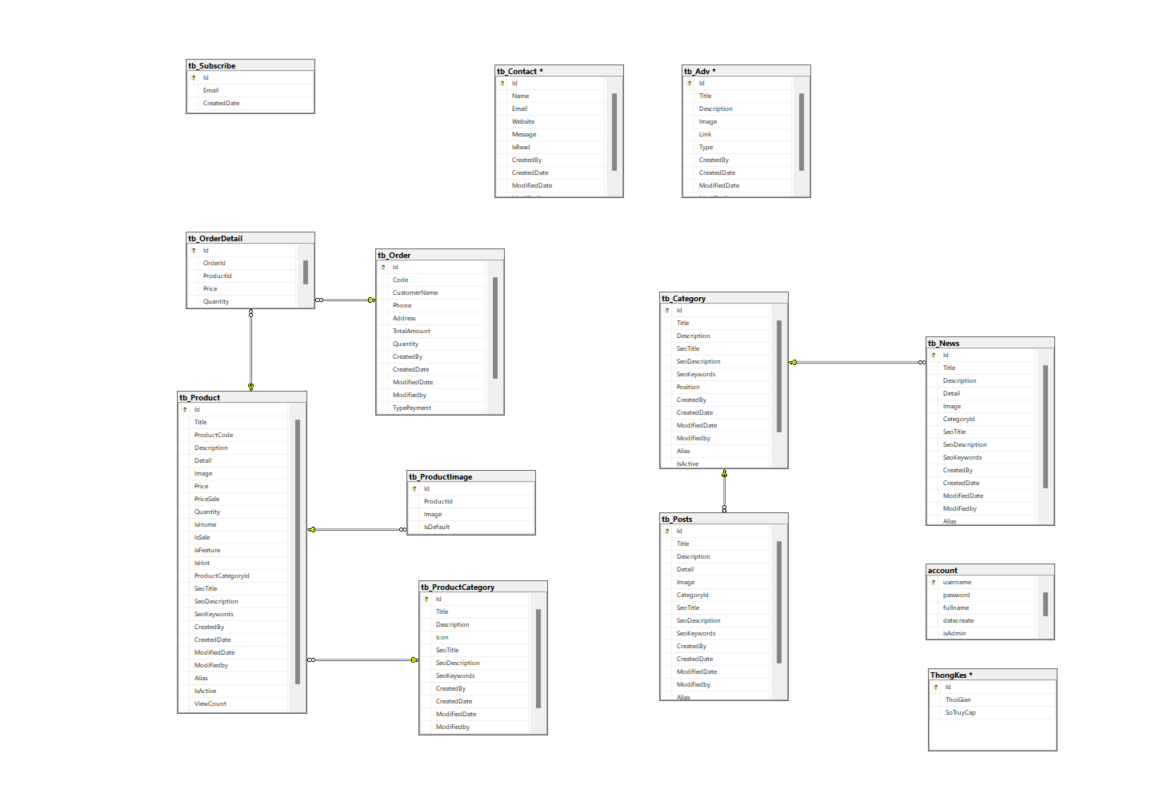 tb_Subscribe
Id
Email
CreatedDate
tb_Contact *
Id
Name
Email
Website
Message
IsRead
CreatedBy
CreatedDate
ModifiedDate
tb_Adv *
Id
Title
Description
Image
Link
Type
CreatedBy
CreatedDate
ModifiedDate
tb_OrderDetail
Id
OrderId
ProductId
Price
Quantity
tb_Order
Id
Code
CustomerName
Phone
Address
TotalAmount
Quantity
CreatedBy
CreatedDate
ModifiedDate
Modifiedby
TypePayment
tb_Product
Id
Title
ProductCode
Description
Detail
Image
Price
PriceSale
Quantity
IsHome
IsSale
IsFeature
IsHot
ProductCategoryId
SeoTitle
SeoDescription
SeoKeywords
CreatedBy
CreatedDate
ModifiedDate
Modifiedby
Alias
IsActive
ViewCount
tb_ProductImage
Id
ProductId
Image
IsDefault
tb_ProductCategory
Id
Title
Description
Icon
SeoTitle
SeoDescription
SeoKeywords
CreatedBy
CreatedDate
ModifiedDate
Modifiedby
tb_Category
Id
Title
Description
SeoTitle
SeoDescription
SeoKeywords
Position
CreatedBy
CreatedDate
ModifiedDate
Modifiedby
Alias
IsActive
tb_Posts
Id
Title
Description
Detail
Image
CategoryId
SeoTitle
SeoDescription
SeoKeywords
CreatedBy
CreatedDate
ModifiedDate
Modifiedby
Alias
tb_News
Id
Title
Description
Detail
Image
CategoryId
SeoTitle
SeoDescription
SeoKeywords
CreatedBy
CreatedDate
ModifiedDate
Modifiedby
Alias
account
username
password
fullname
datecreate
isAdmin
ThongKes *
Id
ThoiGian
SoTruyCap